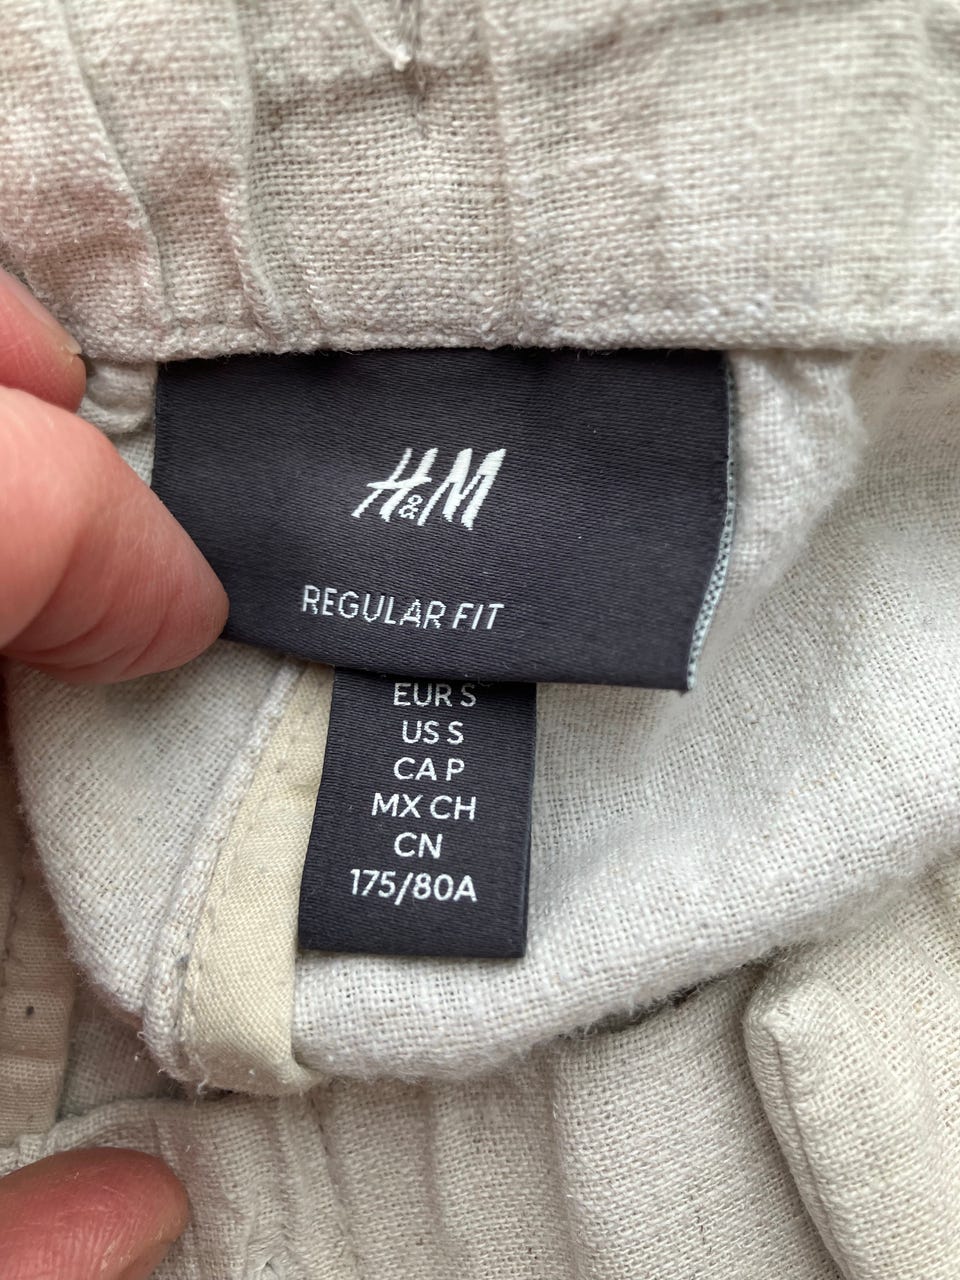 H&M
REGULAR FIT
EUR S
US S
CA P
MX CH
CN
175/80A